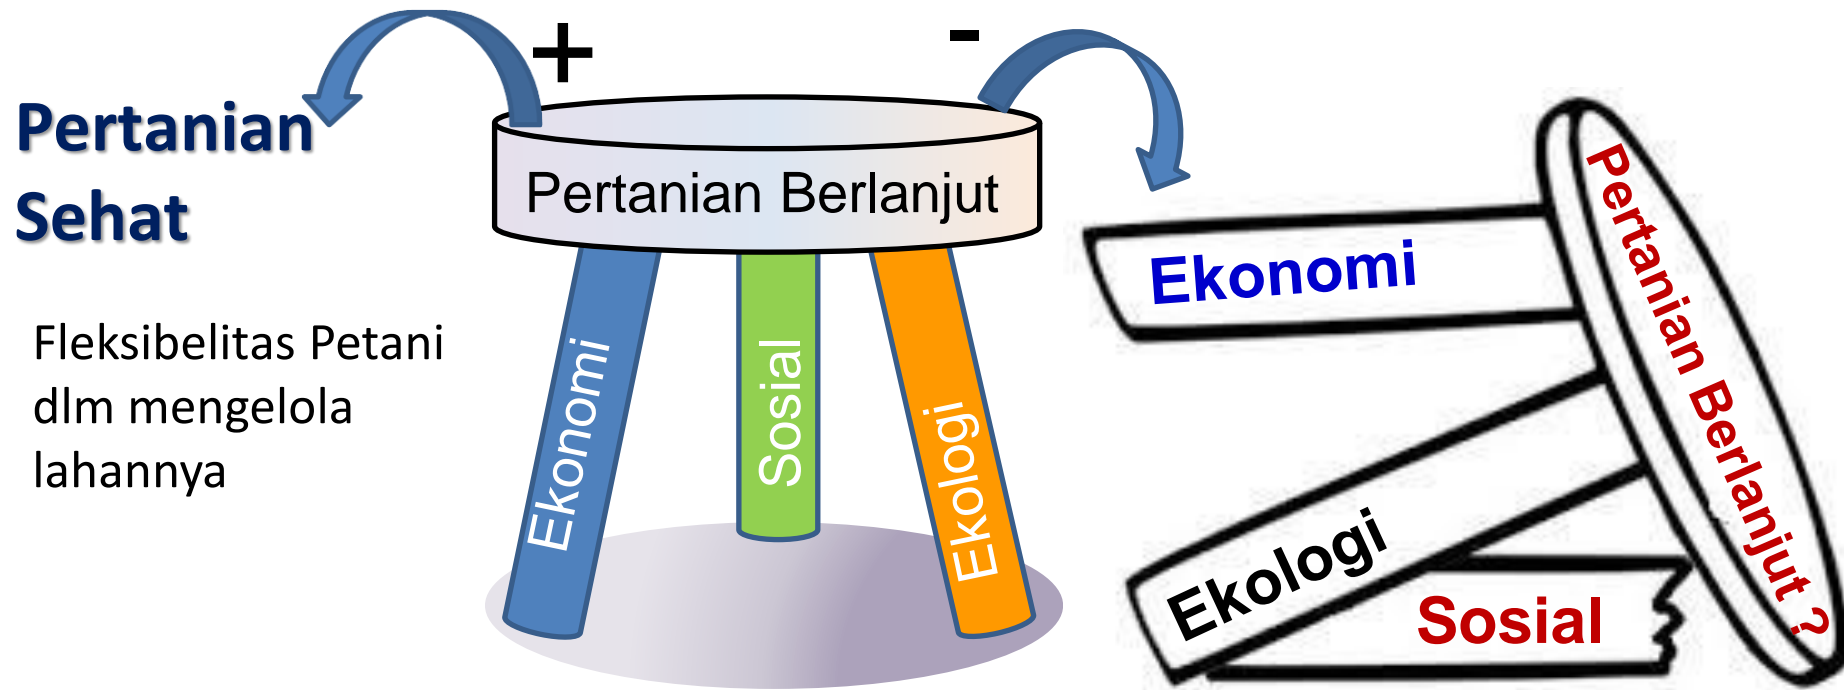 Pertanian
Sehat
Fleksibelitas Petani
dlm mengelola
lahannya
+
-
Pertanian Berlanjut
Ekonomi
Sosial
Ekologi
Ekonomi
Ekologi
Sosial
Pertanian Berlanjut ?